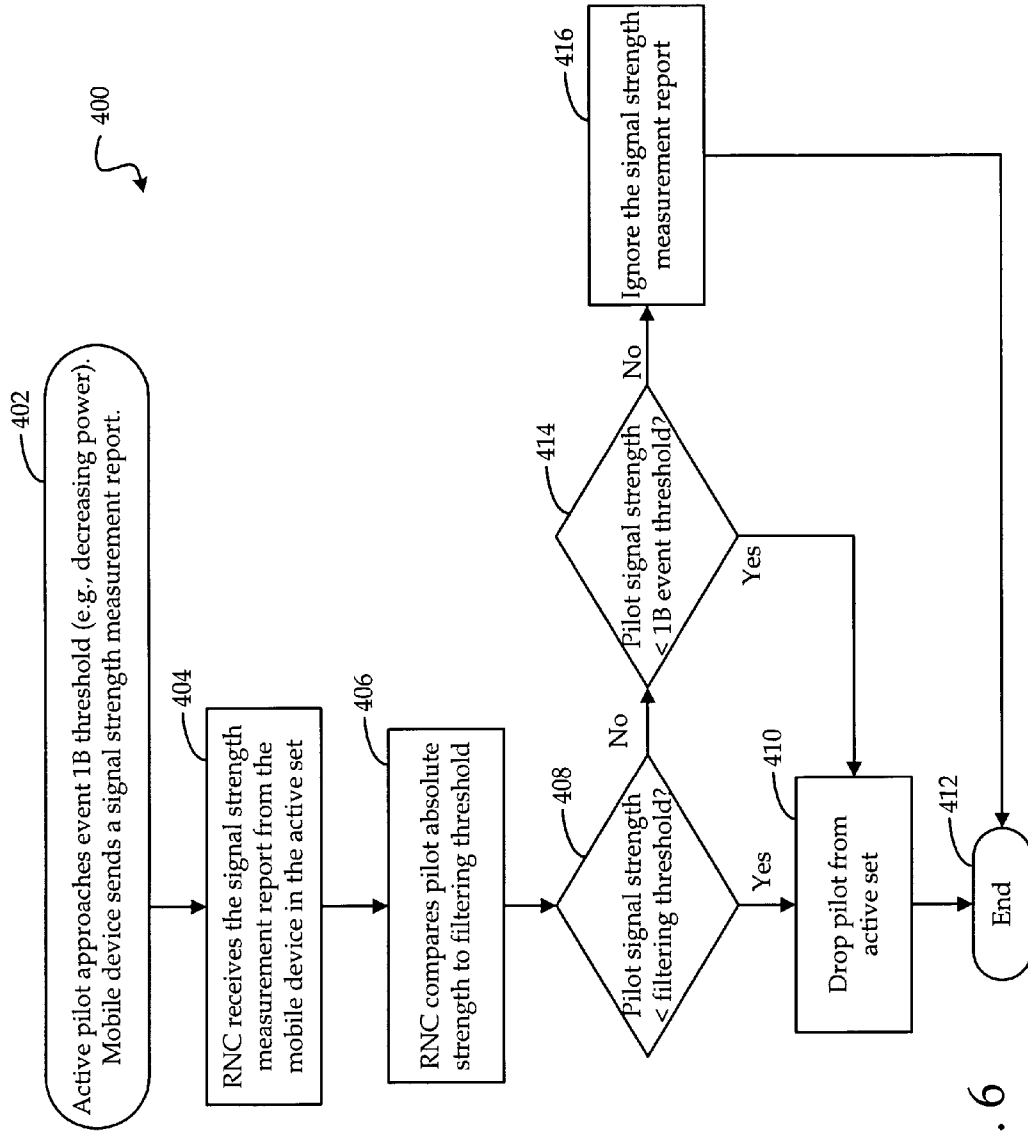 400
402
Active pilot approaches event 1B threshold (e.g., decreasing power).
Mobile device sends a signal strength measurement report.
404
RNC receives the signal strength
measurement report from the
mobile device in the active set
406
RNC compares pilot absolute
strength to filtering threshold
408
Pilot signal strength
< filtering threshold?
No
Yes
414
Pilot signal strength
< 1B event threshold?
No
Yes
416
Ignore the signal strength
measurement report
410
Drop pilot from
active set
412
End
. 6